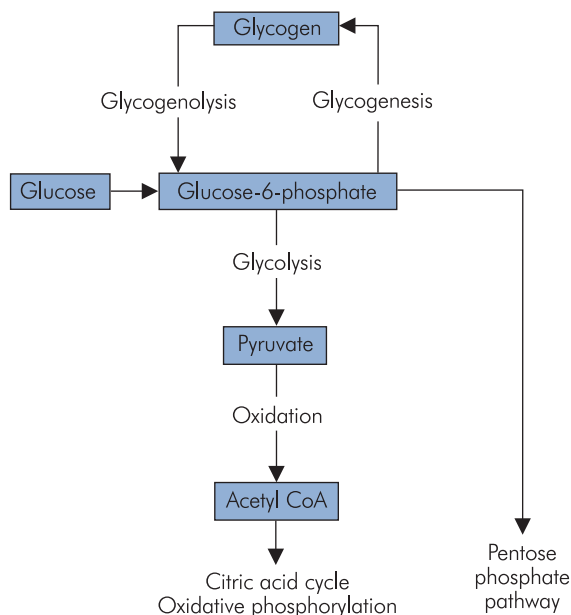 Glycogen
Glycogenolysis
Glycogenesis
Glucose
Glucose-6-phosphate
Glycolysis
Pyruvate
Oxidation
Acetyl CoA
Citric acid cycle
Oxidative phosphorylation
Pentose
phosphate
pathway